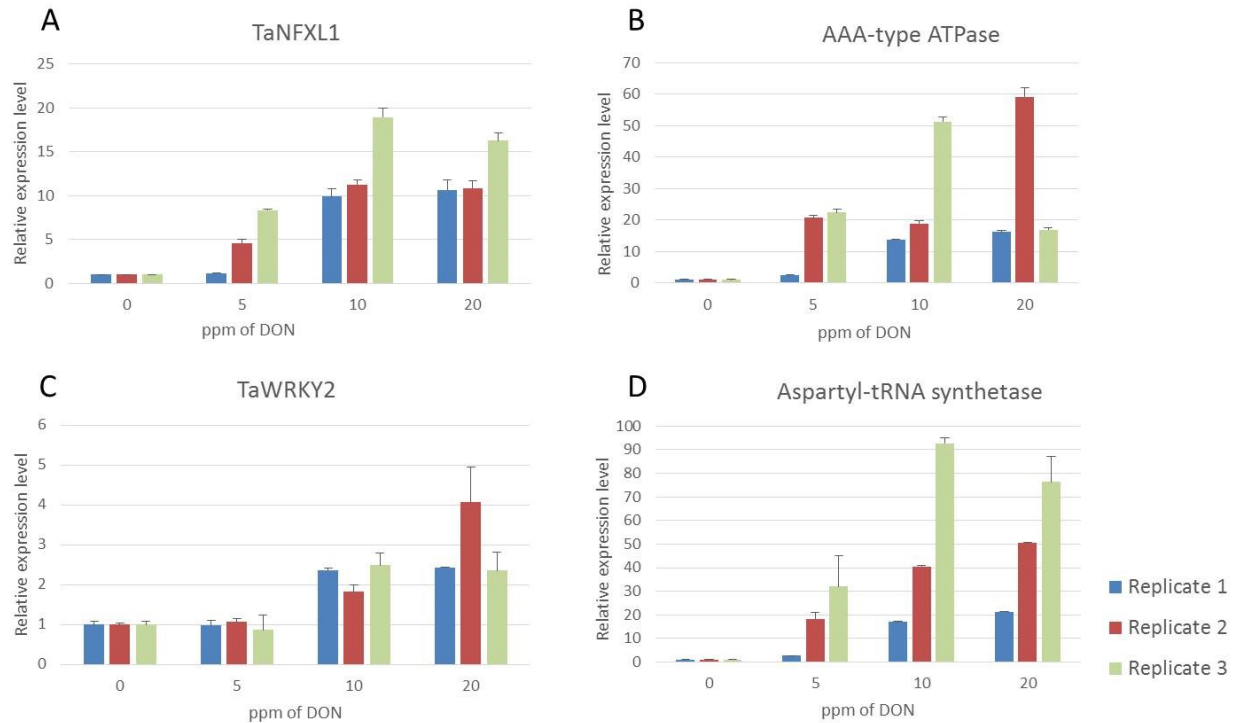 A
TaNFXL1
Relative expression level
25
20
15
10
5
0
0 5 10 20
ppm of DON
B
AAA-type ATPase
Relative expression level
70
60
50
40
30
20
10
0
0 5 10 20
ppm of DON
C
TaWRKY2
Relative expression level
6
5
4
3
2
1
0
0 5 10 20
ppm of DON
D
Aspartyl-tRNA synthetase
Relative expression level
100
90
80
70
60
50
40
30
20
10
0
0 5 10 20
ppm of DON
Replicate 1
Replicate 2
Replicate 3